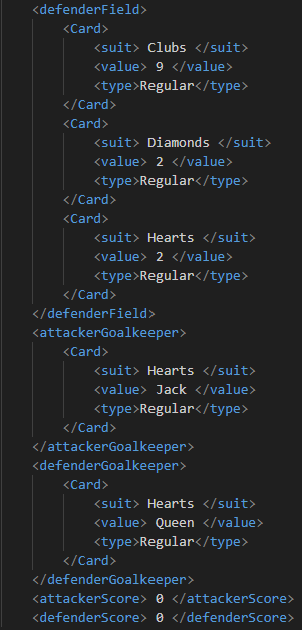 <defenderField>
<Card>
<suit> Clubs </suit>
<value> 9 </value>
<type>Regular</type>
</Card>
<Card>
<suit> Diamonds </suit>
<value> 2 </value>
<type>Regular</type>
</Card>
<Card>
<suit> Hearts </suit>
<value> 2 </value>
<type>Regular</type>
</Card>
</defenderField>
<attackerGoalkeeper>
<Card>
<suit> Hearts </suit>
<value> Jack </value>
<type>Regular</type>
</Card>
</attackerGoalkeeper>
<defenderGoalkeeper>
<Card>
<suit> Hearts </suit>
<value> Queen </value>
<type>Regular</type>
</Card>
</defenderGoalkeeper>
<attackerScore> 0 </attackerScore>
<defenderScore> 0 </defenderScore>